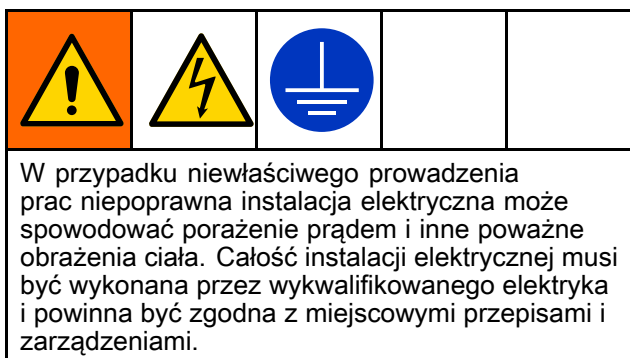 W przypadku niewłaściwego prowadzenia
prac niepoprawna instalacja elektryczna może
spowodować porażenie prądem i inne poważne
obrażenia ciała. Całość instalacji elektrycznej musi
być wykonana przez wykwalifikowanego elektryka
i powinna być zgodna z miejscowymi przepisami i
zarządzeniami.